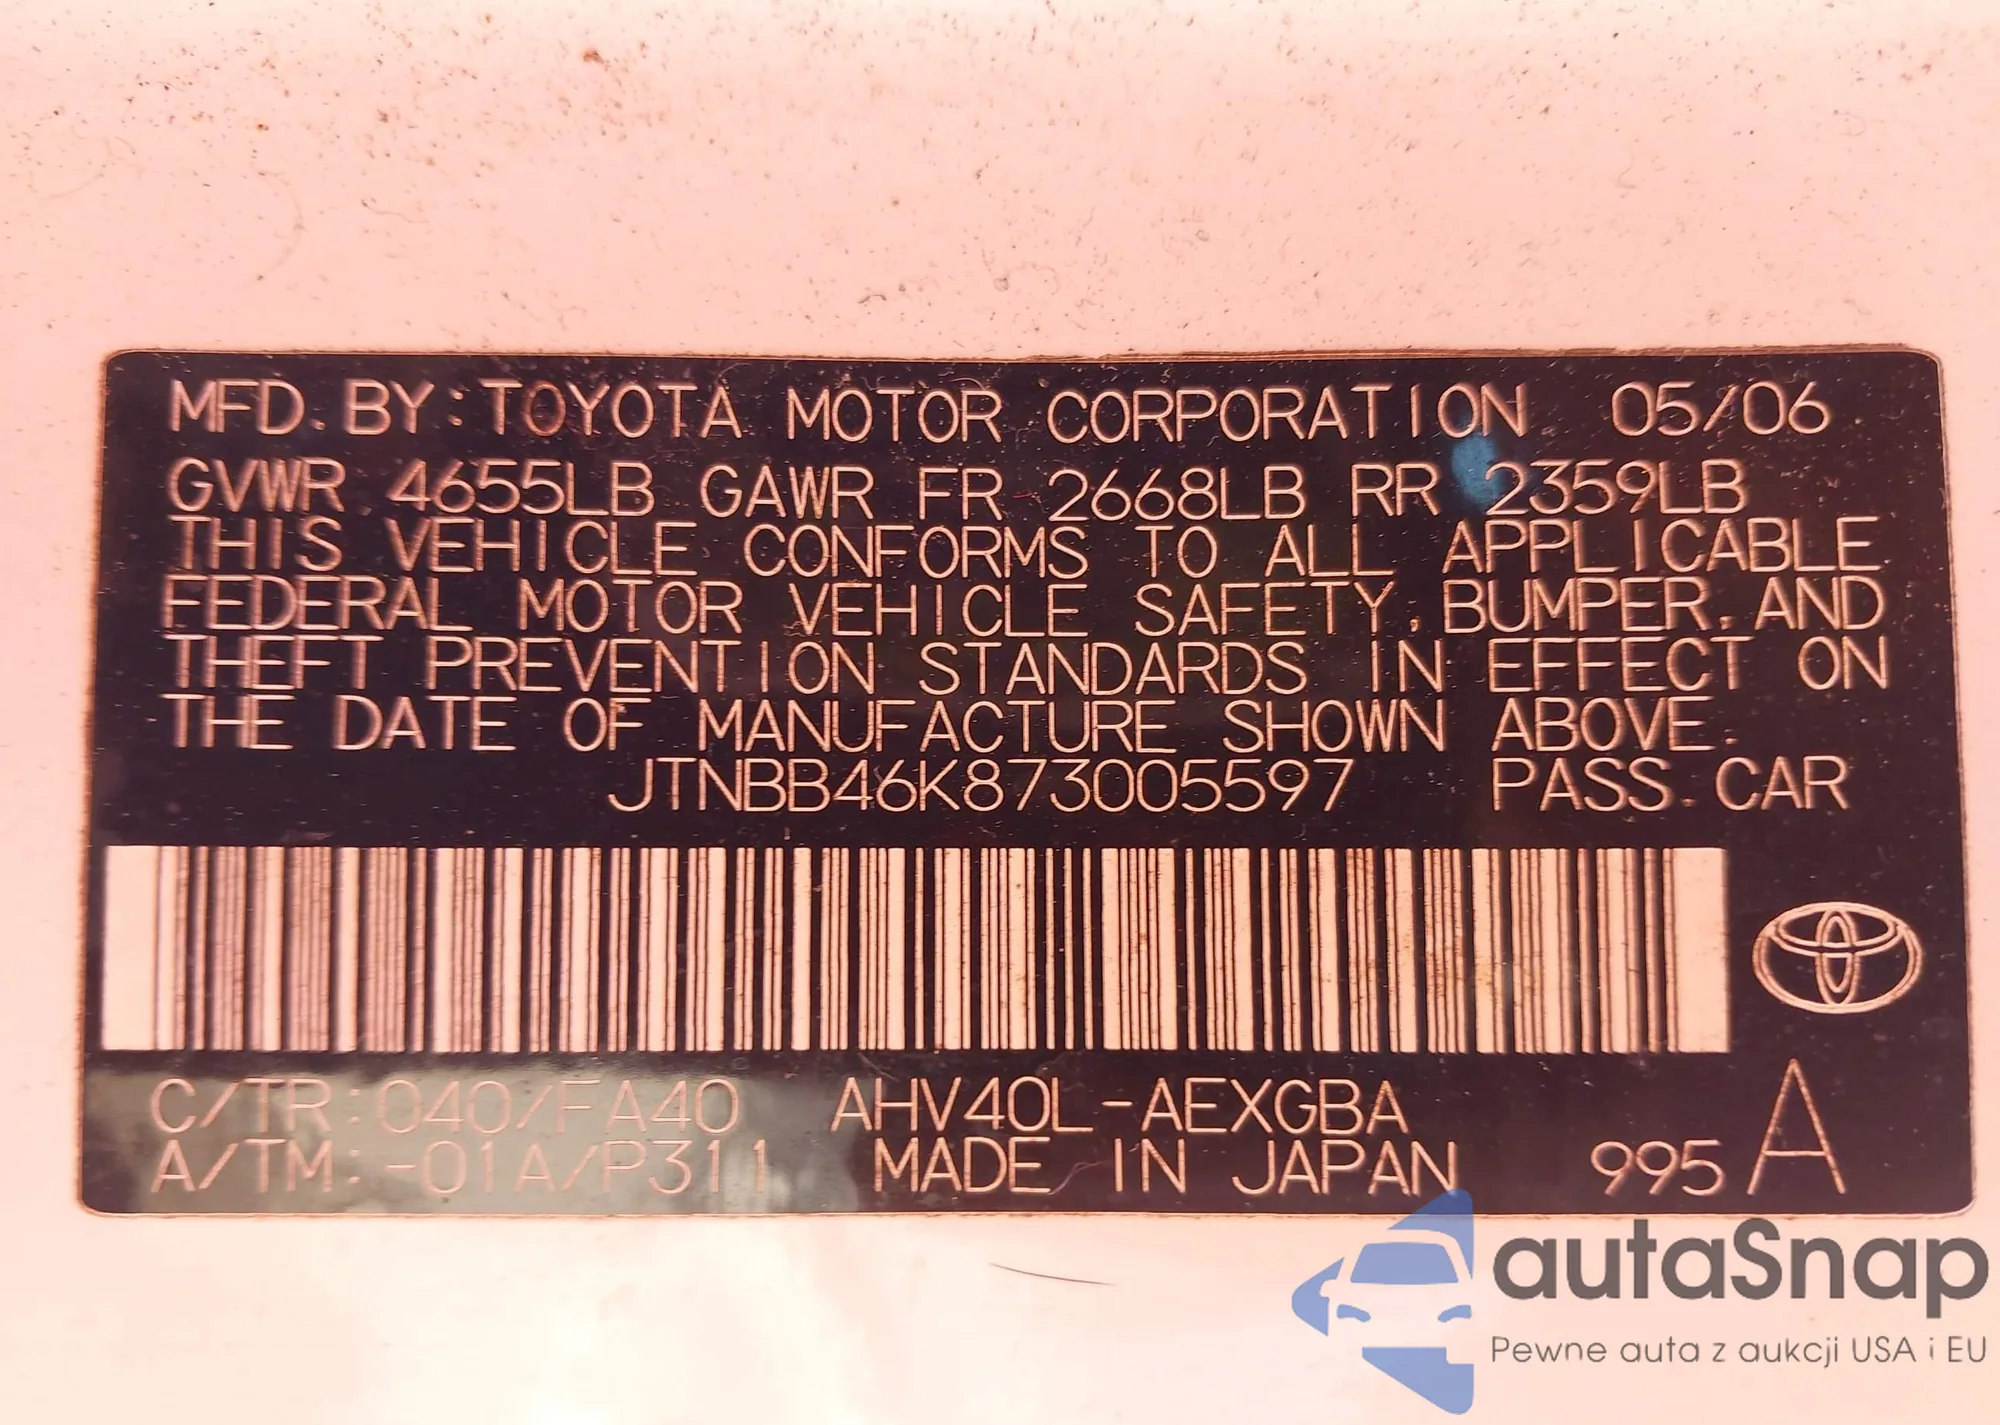 MFD. BY: TOYOTA MOTOR CORPORATION 05/06
GVWR 4655LB GAWR FR 2668LB RR 2359LB
THIS VEHICLE CONFORMS TO ALL APPLICABLE
FEDERAL MOTOR VEHICLE SAFETY, BUMPER, AND
THEFT PREVENTION STANDARDS IN EFFECT ON
THE DATE OF MANUFACTURE SHOWN ABOVE.
JTNBB46K873005597 PASS. CAR
C/TR:040/FA40 AHV40L-AEXGBA
A/TM:-01A/P311 MADE IN JAPAN 995 A
autaSnap
Pewne auta z aukcji USA i EU